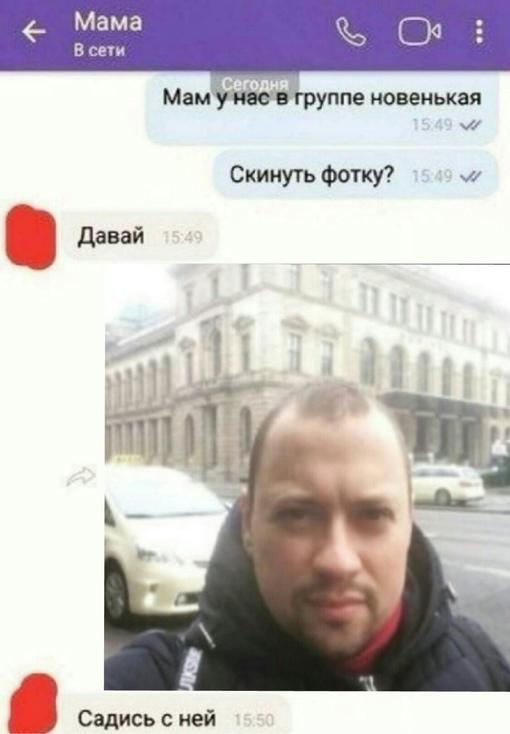 Мама
В сети
Сегодня
Мам у нас в группе новенькая
15:49
Скинуть фотку? 15:49
Давай 15:49
Садись с ней 15:50